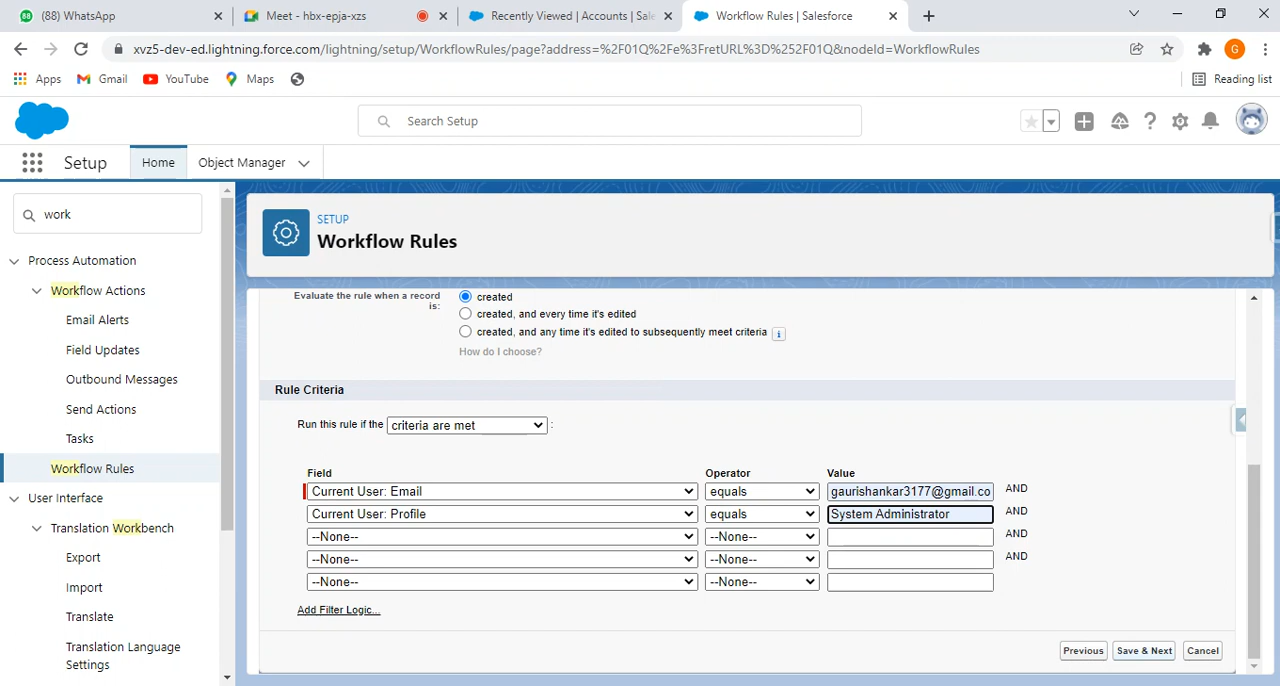 (88) WhatsApp
Meet - hbx-epja-xzs
Recently Viewed | Accounts | Sale
Workflow Rules | Salesforce
xvz5-dev-ed.lightning.force.com/lightning/setup/WorkflowRules/page?address=%2F01Q%2Fe%3FretURL%3D%252F01Q&nodeId=WorkflowRules
G
Apps
Gmail
YouTube
Maps
Reading list
Search Setup
Setup
Home
Object Manager
work
Process Automation
Workflow Actions
Email Alerts
Field Updates
Outbound Messages
Send Actions
Tasks
Workflow Rules
User Interface
Translation Workbench
Export
Import
Translate
Translation Language
Settings
SETUP
Workflow Rules
Evaluate the rule when a record
is:
created
created, and every time it's edited
created, and any time it's edited to subsequently meet criteria
How do I choose?
Rule Criteria
Run this rule if the criteria are met :
Field Operator Value
Current User: Email equals gaurishankar3177@gmail.co AND
Current User: Profile equals System Administrator AND
--None-- --None-- AND
--None-- --None-- AND
--None-- --None--
Add Filter Logic...
Previous Save & Next Cancel